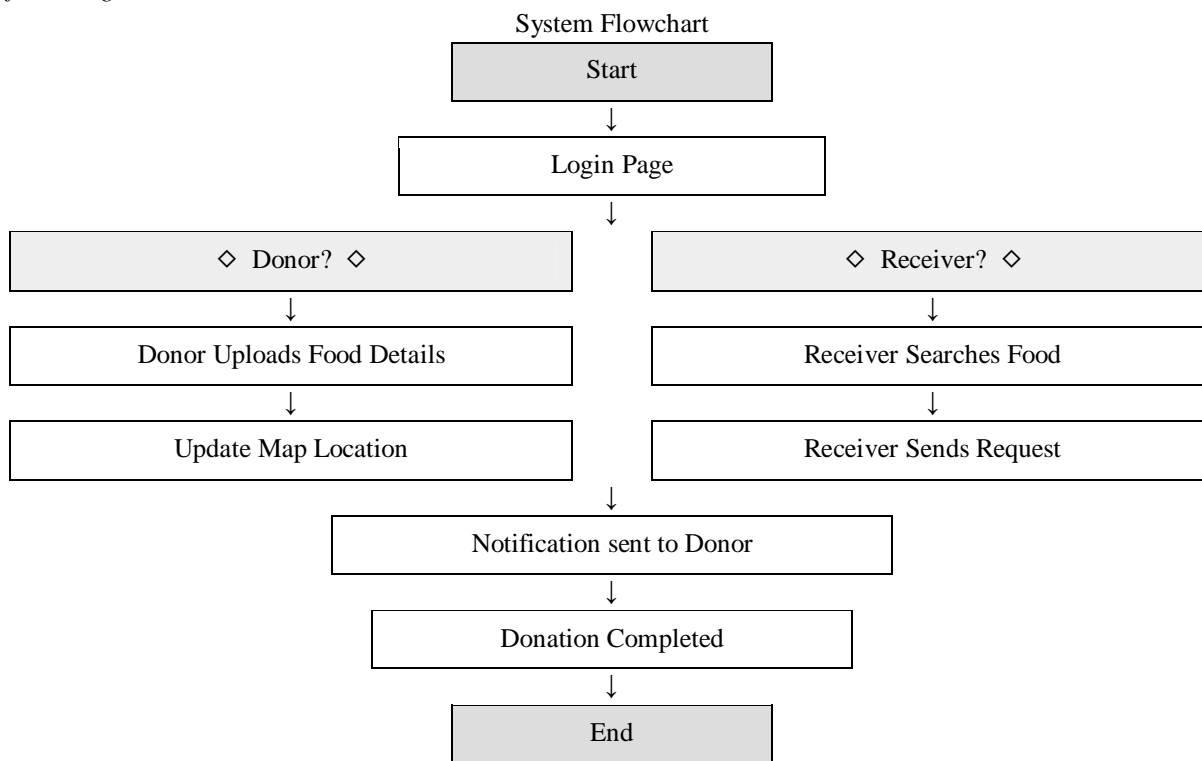 System Flowchart
Start
↓
Login Page
↓
◇ Donor? ◇
◇ Receiver? ◇
↓
↓
Donor Uploads Food Details
Receiver Searches Food
↓
↓
Update Map Location
Receiver Sends Request
↓
Notification sent to Donor
↓
Donation Completed
↓
End